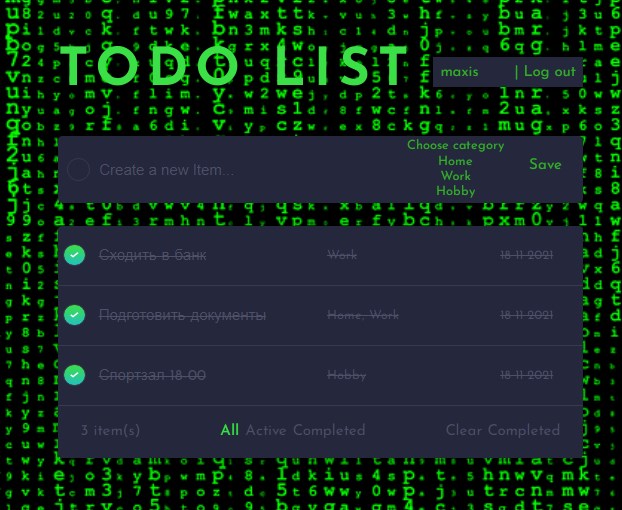 TODO LIST
maxis | Log out
Choose category
Create a new Item...
Home
Work
Hobby
Save
Сходить в банк Work 18-11-2021
Подготовить документы Home, Work 18-11-2021
Спортзал 18-00 Hobby 18-11-2021
3 item(s) All Active Completed Clear Completed